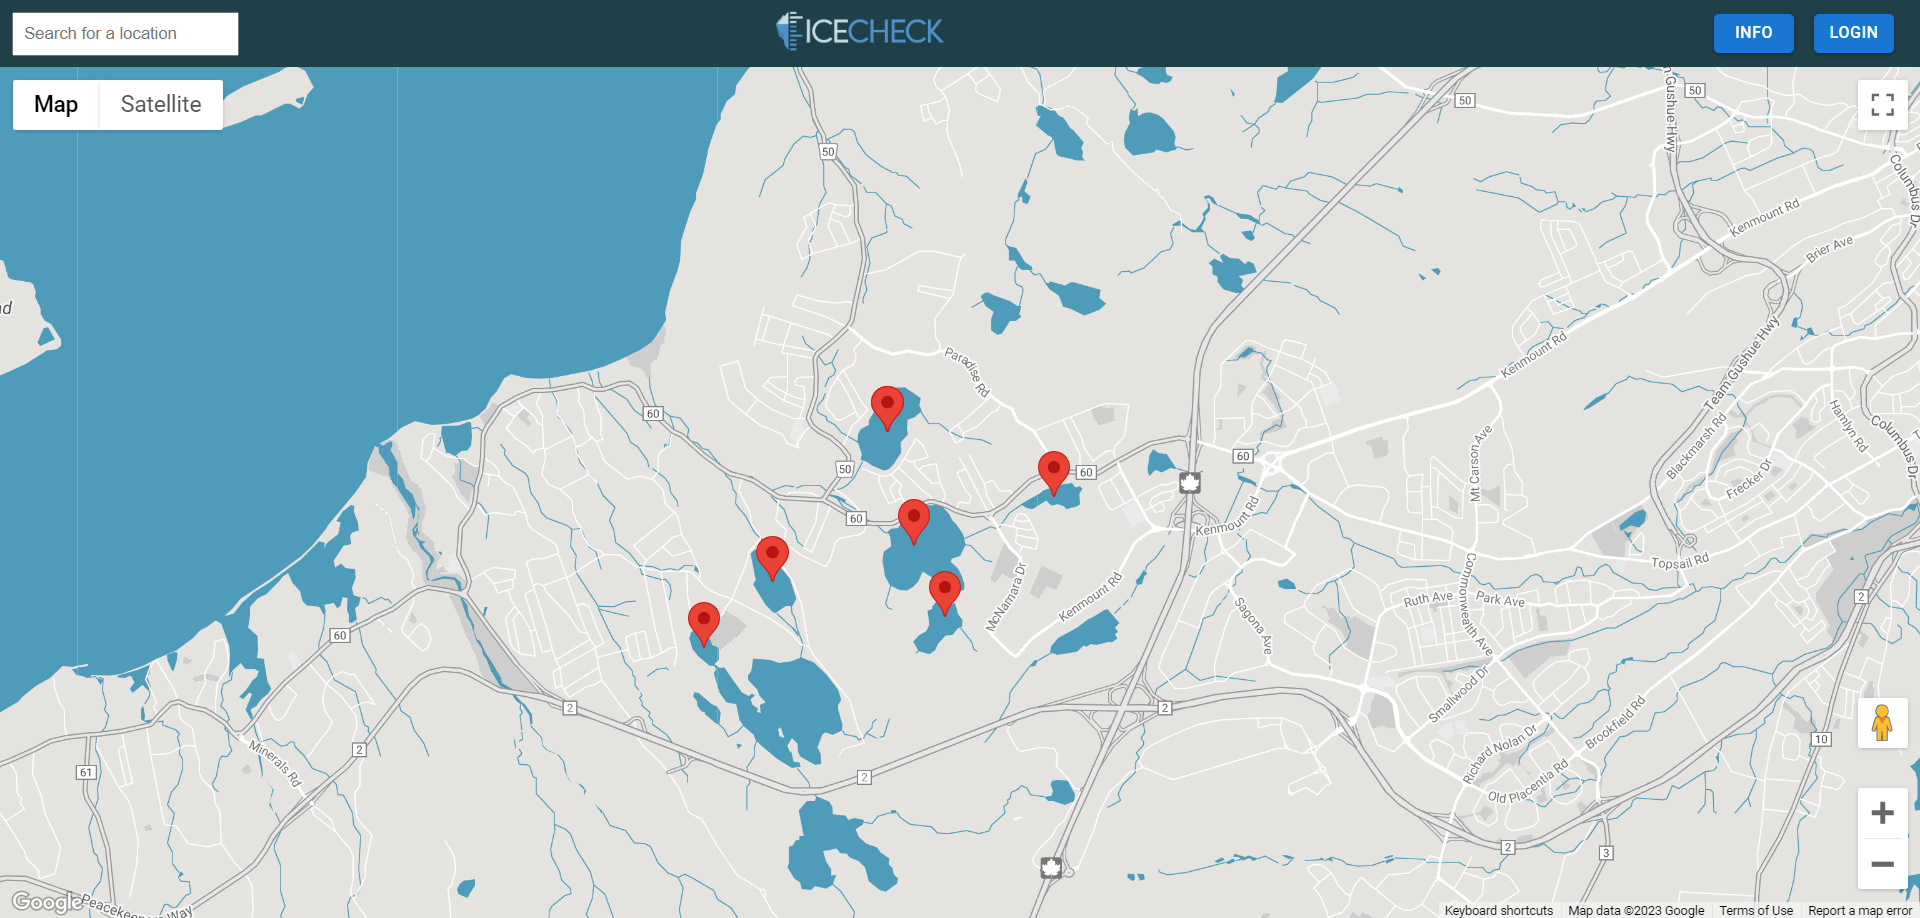 Search for a location
ICECHECK
INFO
LOGIN
Map
Satellite
50
50
Gushue Hwy
Columbus Dr
50
Kenmount Rd
Brier Ave
nd
Team Gushue Hwy
Kenmount Rd
Paradise Rd
60
60
60
50
Mt Carson Ave
Blackmarsh Rd
Hamlyn Rd
Columbus Dr
Frecker Dr
60
Kenmount Rd
Topsail Rd
McNamara Dr
Kenmount Rd
Sagona Ave
Ruth Ave
Park Ave
Commonwealth Ave
2
60
Smallwood Dr
2
2
Brookfield Rd
2
Minerals Rd
61
2
Richard Nolan Dr
Old Placentia Rd
10
2
3
Google
Peacekeepers Way
Keyboard shortcuts
Map data ©2023 Google
Terms of Use
Report a map error